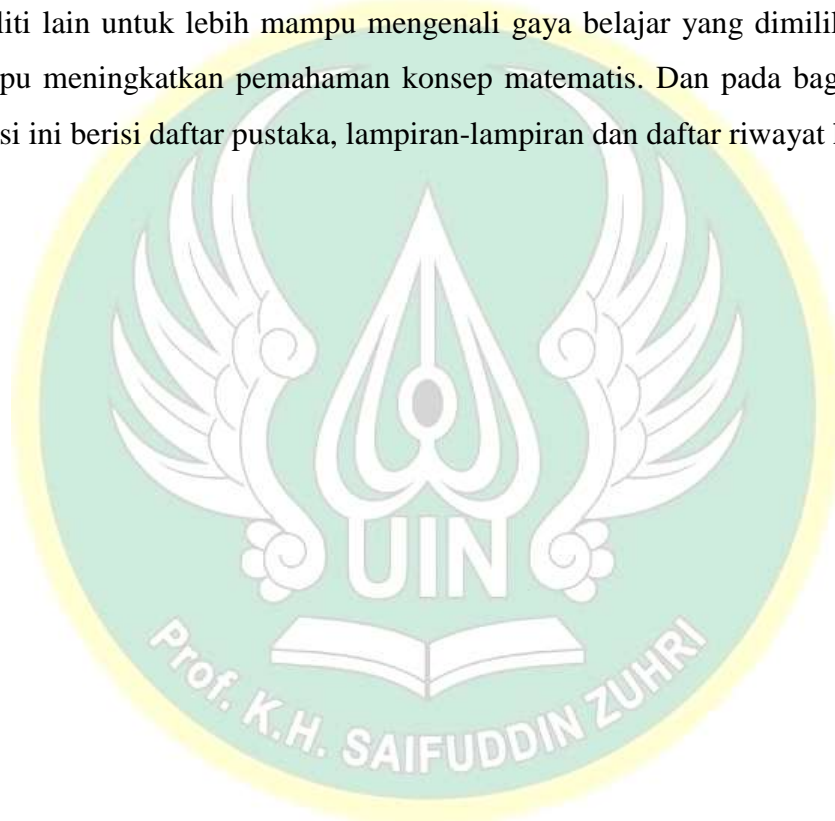 liti lain untuk lebih mampu mengenali gaya belajar yang dimili
pu meningkatkan pemahaman konsep matematis. Dan pada bag
si ini berisi daftar pustaka, lampiran-lampiran dan daftar riwayat
UIN
Prof. K.H. SAIFUDDIN ZUHRI